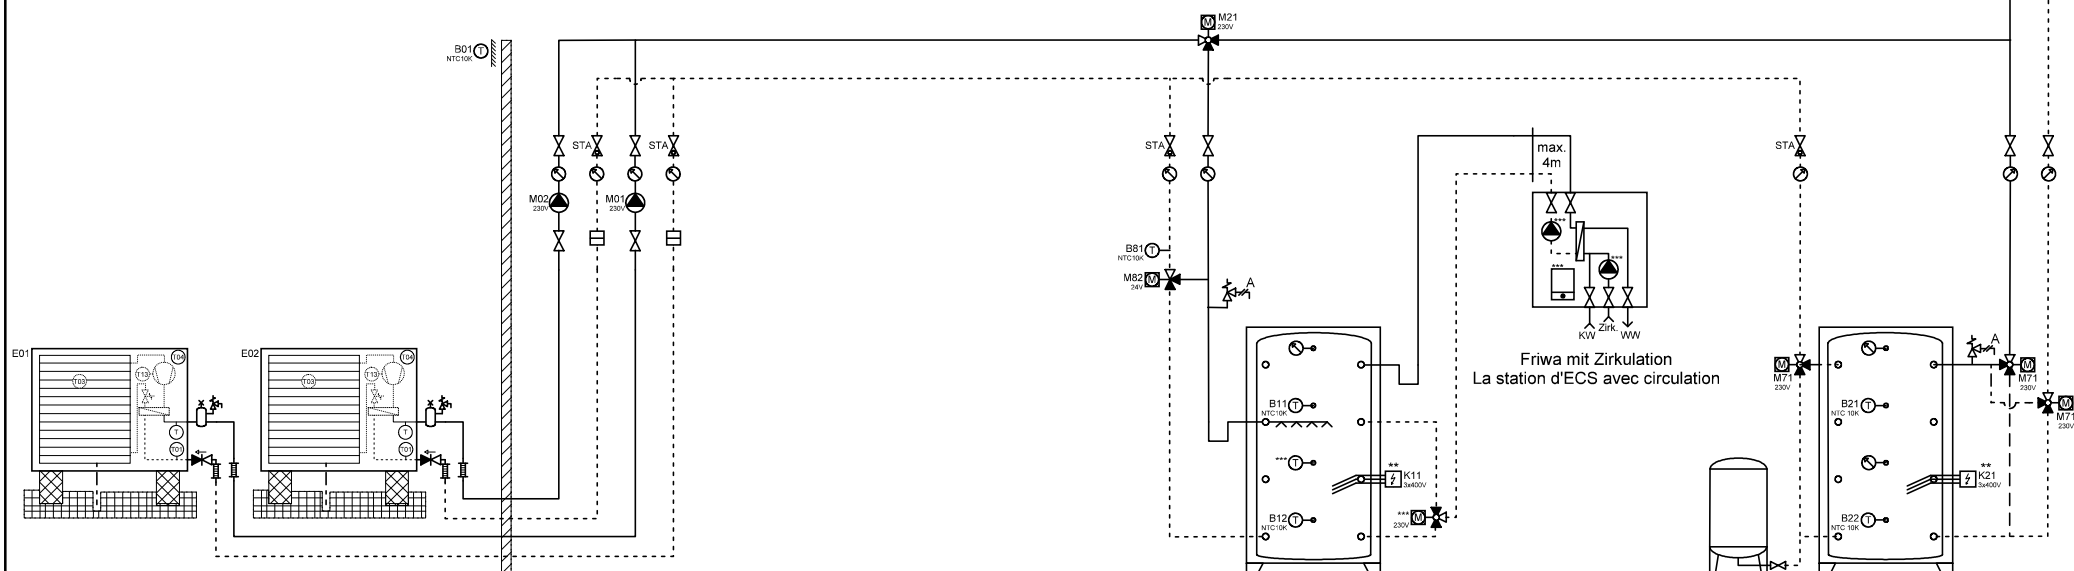 M21
230V
B01 T
NTC10K
STA
STA
STA
STA
max.
4m
M02
230V
M01
230V
***
***
***
B81 T
NTC10K
M82 M
24V
A
KW Zirk. WW
Friwa mit Zirkulation
La station d'ECS avec circulation
E01
T04
T13
T03
T
T01
E02
T04
T13
T03
T
T01
B11 T
NTC10K
*** T
**
K11
3x400V
B12 T
NTC10K
*** M
230V
M
M71
230V
A
M
M71
230V
M
M71
230V
B21 T
NTC 10K
**
K21
3x400V
B22 T
NTC 10K